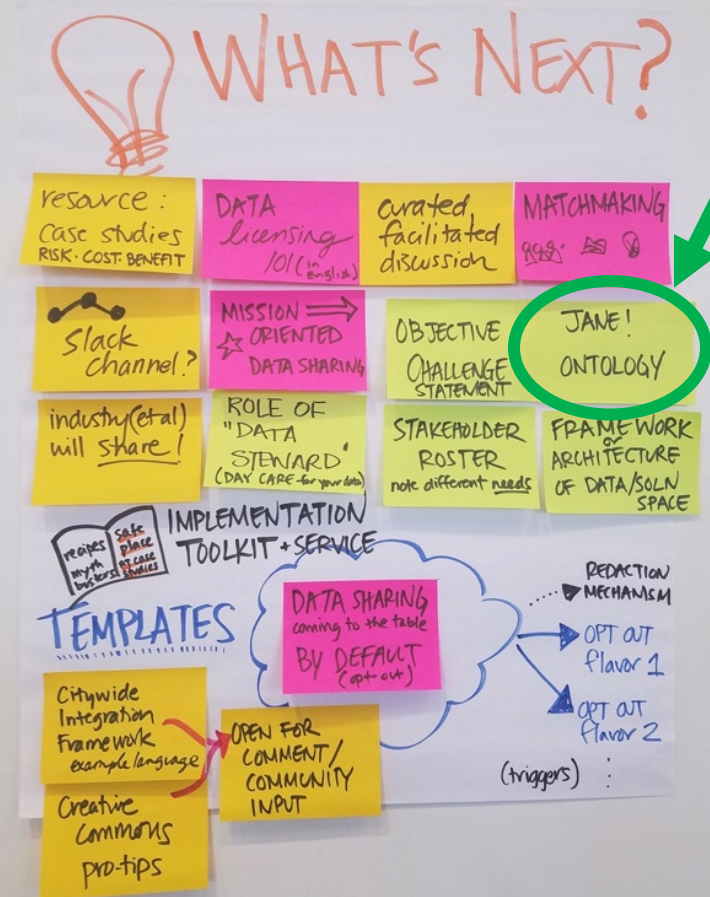 WHAT'S NEXT?
resource:
case studies
RISK·COST·BENEFIT
DATA
licensing
101 (in english)
curated,
facilitated
discussion
MATCHMAKING
Slack
Channel?
MISSION
ORIENTED
DATA SHARING
OBJECTIVE
CHALLENGE
STATEMENT
JANE!
ONTOLOGY
industry (et al)
will share!
ROLE OF
"DATA
STEWARD"
(DAY CARE for your data)
STAKEHOLDER
ROSTER
note different needs
FRAMEWORK
or
ARCHITECTURE
OF DATA/SOLN
SPACE
recipes
myth
busters
safe
place
case
studies
IMPLEMENTATION
TOOLKIT + SERVICE
TEMPLATES
DATA SHARING
coming to the table
BY DEFAULT
(opt-out)
REDACTION
MECHANISM
OPT OUT
flavor 1
OPT OUT
flavor 2
(triggers)
Citywide
Integration
Framework
example language
OPEN FOR
COMMENT/
COMMUNITY
INPUT
Creative
commons
pro-tips